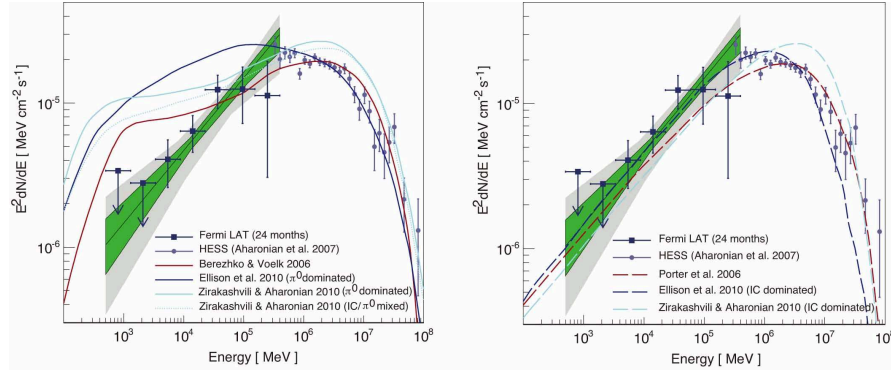 E²dN/dE [ MeV cm⁻² s⁻¹ ]
10⁻⁵
10⁻⁶
Fermi LAT (24 months)
HESS (Aharonian et al. 2007)
Berezhko & Voelk 2006
Ellison et al. 2010 (π⁰dominated)
Zirakashvili & Aharonian 2010 (π⁰dominated)
Zirakashvili & Aharonian 2010 (IC/π⁰ mixed)
10³ 10⁴ 10⁵ 10⁶ 10⁷ 10⁸
Energy [ MeV ]
E²dN/dE [ MeV cm⁻² s⁻¹ ]
10⁻⁵
10⁻⁶
Fermi LAT (24 months)
HESS (Aharonian et al. 2007)
Porter et al. 2006
Ellison et al. 2010 (IC dominated)
Zirakashvili & Aharonian 2010 (IC dominated)
10³ 10⁴ 10⁵ 10⁶ 10⁷ 10⁸
Energy [ MeV ]